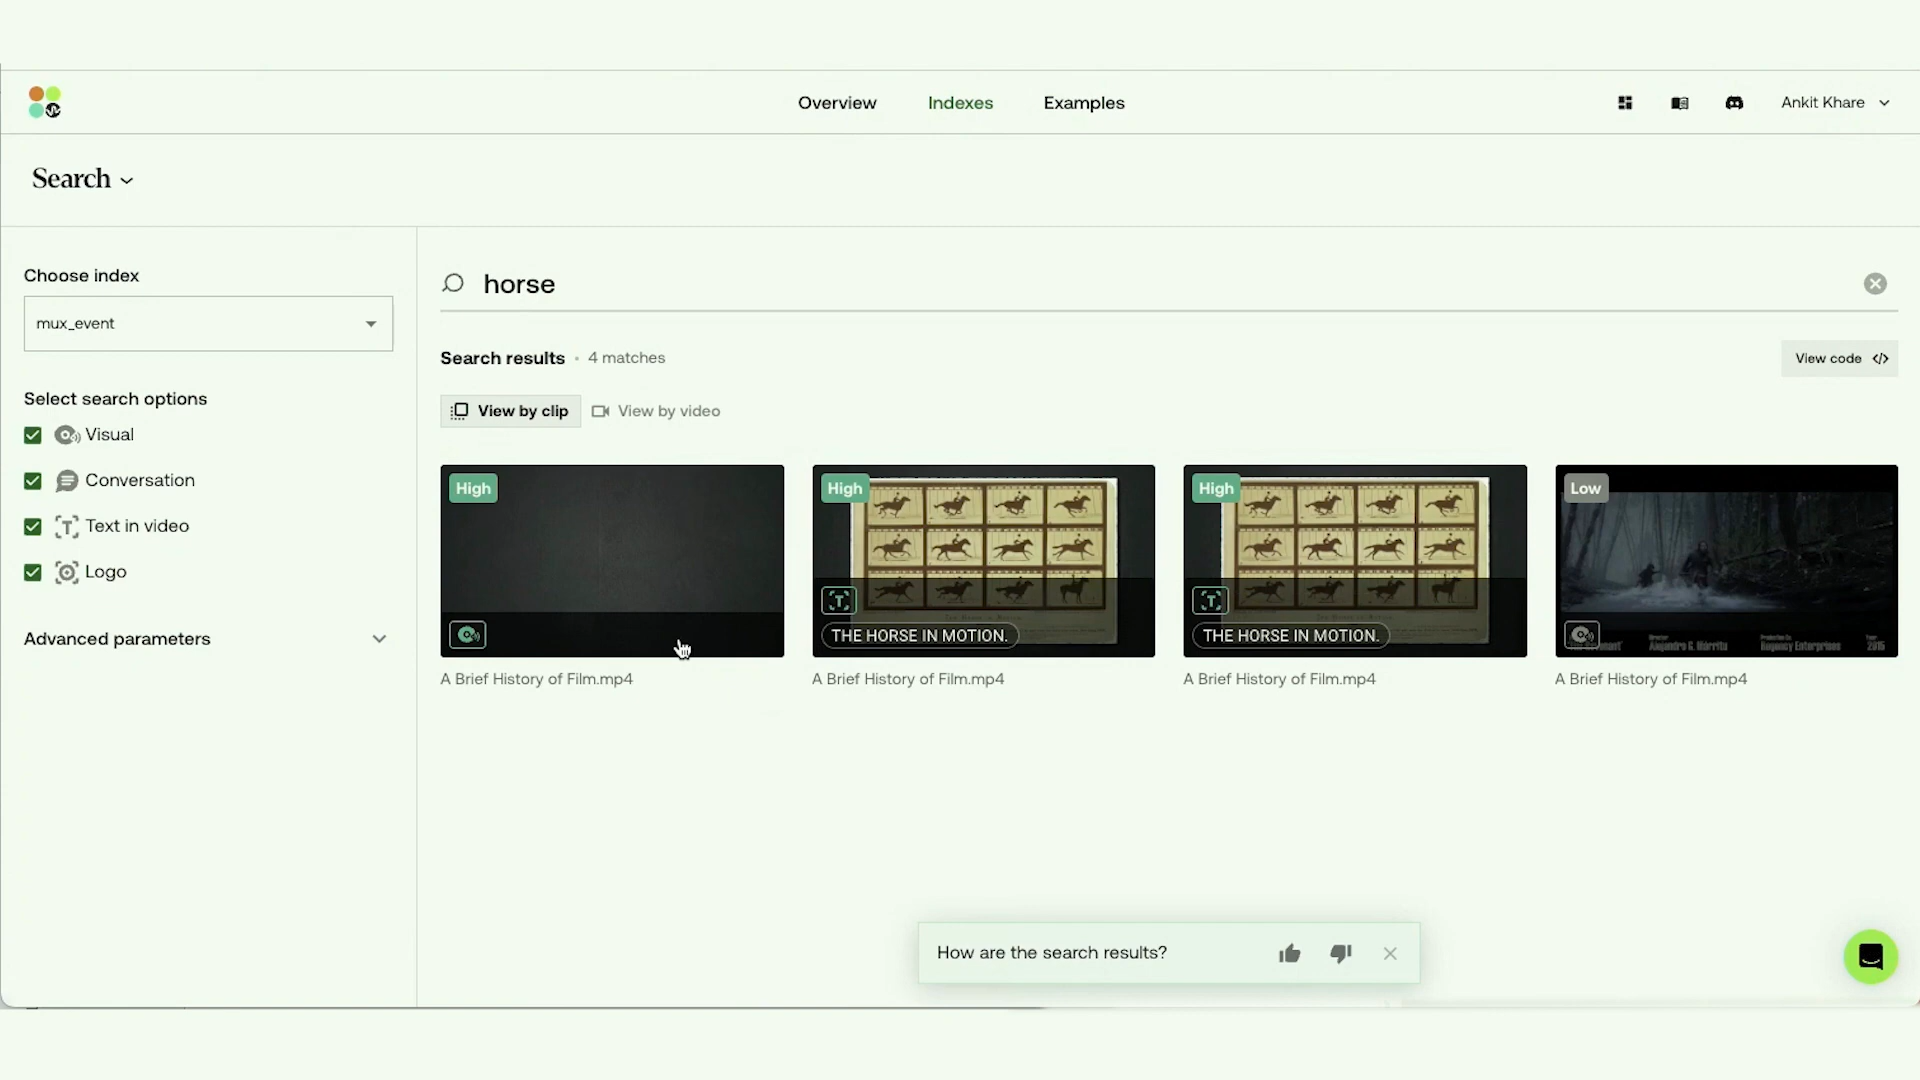 Overview
Indexes
Examples
Ankit Khare
Search
Choose index
mux_event
Select search options
Visual
Conversation
Text in video
Logo
Advanced parameters
horse
Search results • 4 matches
View code </>
View by clip
View by video
High
High
High
Low
THE HORSE IN MOTION.
THE HORSE IN MOTION.
Regency Enterprises
2015
A Brief History of Film.mp4
A Brief History of Film.mp4
A Brief History of Film.mp4
A Brief History of Film.mp4
How are the search results?